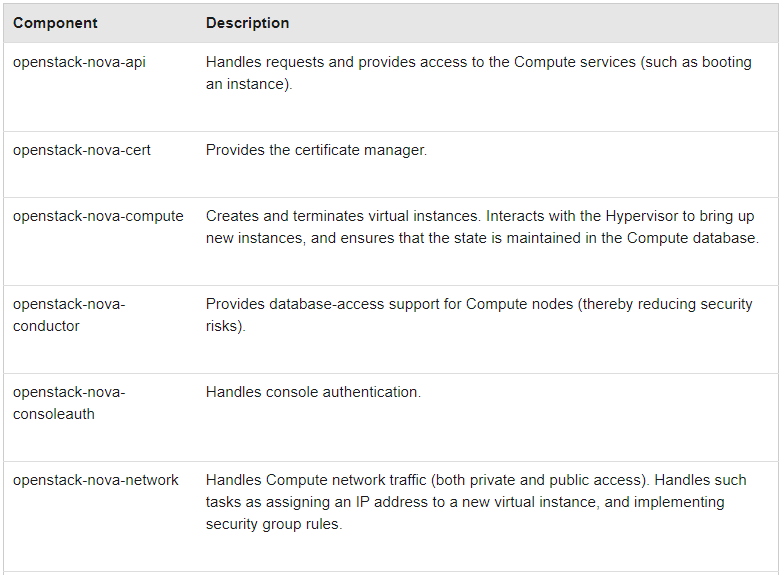 Component Description
openstack-nova-api Handles requests and provides access to the Compute services (such as booting
an instance).
openstack-nova-cert Provides the certificate manager.
openstack-nova-compute Creates and terminates virtual instances. Interacts with the Hypervisor to bring up
new instances, and ensures that the state is maintained in the Compute database.
openstack-nova- Provides database-access support for Compute nodes (thereby reducing security
conductor risks).
openstack-nova- Handles console authentication.
consoleauth
openstack-nova-network Handles Compute network traffic (both private and public access). Handles such
tasks as assigning an IP address to a new virtual instance, and implementing
security group rules.